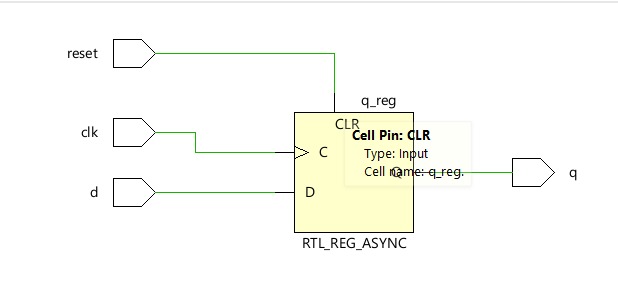 reset
q_reg
CLR
Cell Pin: CLR
clk
C
Type: Input
Cell name: q_reg.
Q
q
d
D
RTL_REG_ASYNC